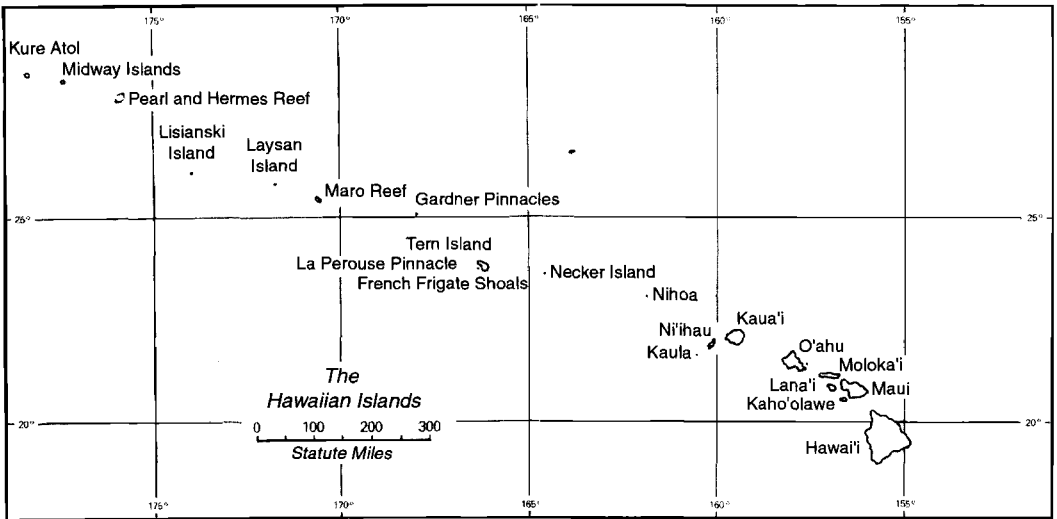 175°
170°
165°
160°
155°
Kure Atol
Midway Islands
Pearl and Hermes Reef
Lisianski
Island
Laysan
Island
Maro Reef
Gardner Pinnacles
25°
25°
Tern Island
La Perouse Pinnacle
French Frigate Shoals
Necker Island
Nihoa
Ni'ihau
Kaula
Kaua'i
O'ahu
Moloka'i
Lana'i
Maui
Kaho'olawe
Hawai'i
The
Hawaiian Islands
0 100 200 300
Statute Miles
20°
20°
175°
170°
165°
160°
155°